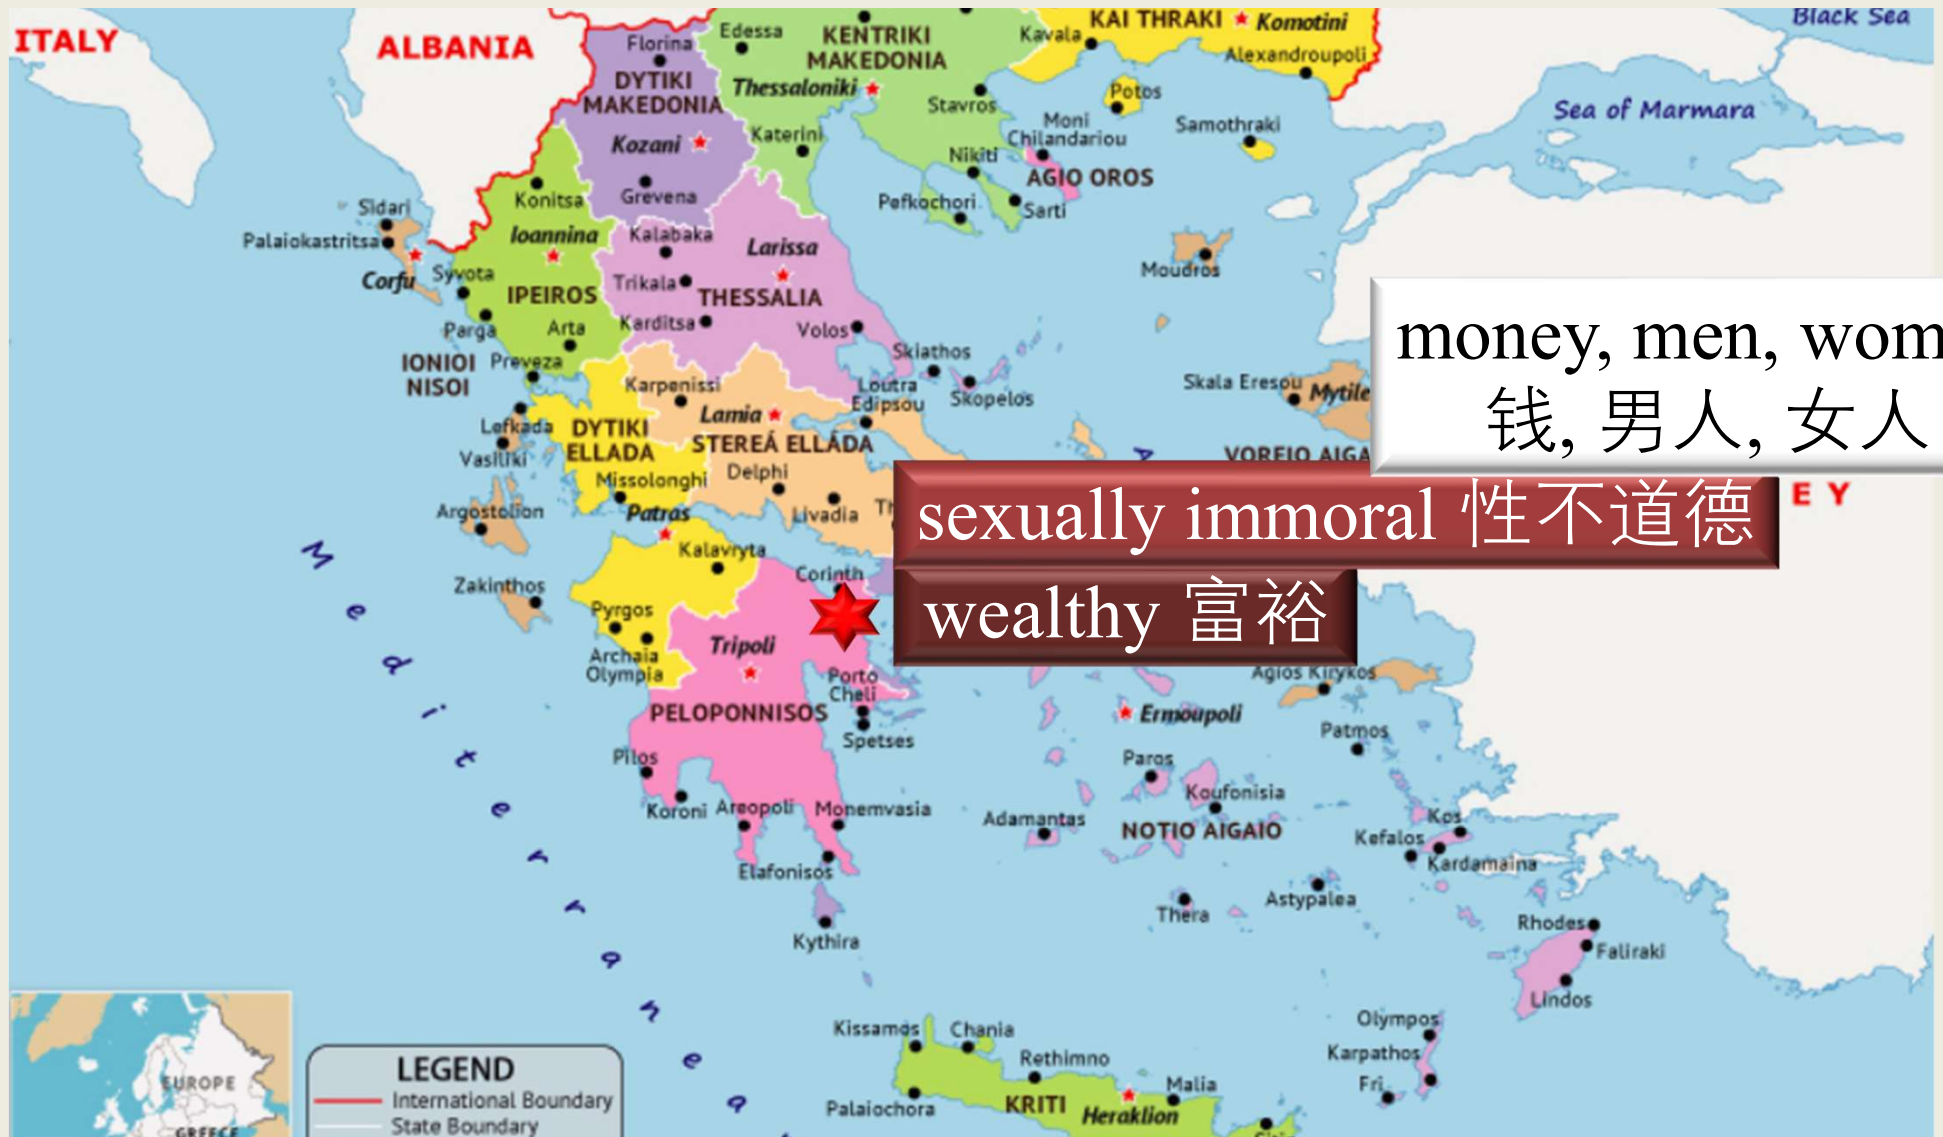 ITALY
ALBANIA
Florina
DYTIKI
MAKEDONIA
Kozani
Grevena
Edessa
KENTRIKI
MAKEDONIA
Thessaloniki
Katerini
Stavros
Kavala
KAI THRAKI
Komotini
Alexandroupoli
Black Sea
Sea of Marmara
Potos
Samothraki
Moni
Chilandariou
Nikiti
AGIO OROS
Pefkochori
Sarti
Moudros
Sidari
Palaiokastritsa
Corfu
Konitsa
Ioannina
Syvota
IPEIROS
Parga
Arta
Preveza
IONIOI
NISOI
Kalabaka
Larissa
Trikala
THESSALIA
Karditsa
Volos
Skiathos
Skopelos
Loutra
Edipsou
Karpenissi
Lamia
STEREÁ ELLÁDA
Delphi
Livadia
Th
DYTIKI
ELLADA
Missolonghi
Patras
Lefkada
Vasiliki
Argostolion
Zakinthos
Kalavryta
Pyrgos
Archaia
Olympia
Corinth
Tripoli
PELOPONNISOS
Porto
Cheli
Spetses
Pilos
Koroni
Areopoli
Monemvasia
Elafonisos
Kythira
Skala Eresou
Mytile
VOREIO AIGA
A
money, men, wom
钱, 男人, 女人
sexually immoral 性不道德
E Y
wealthy 富裕
Agios Kirykos
Ermoupoli
Patmos
Paros
Koufonisia
Adamantas
NOTIO AIGAIO
Kos
Kefalos
Kardamaina
Astypalea
Thera
Rhodes
Faliraki
Lindos
Olympos
Karpathos
Fri
Kissamos
Chania
Rethimno
Malia
Palaiochora
KRITI
Heraklion
M e d i t e r r a n e a
EUROPE
GREECE
LEGEND
International Boundary
State Boundary